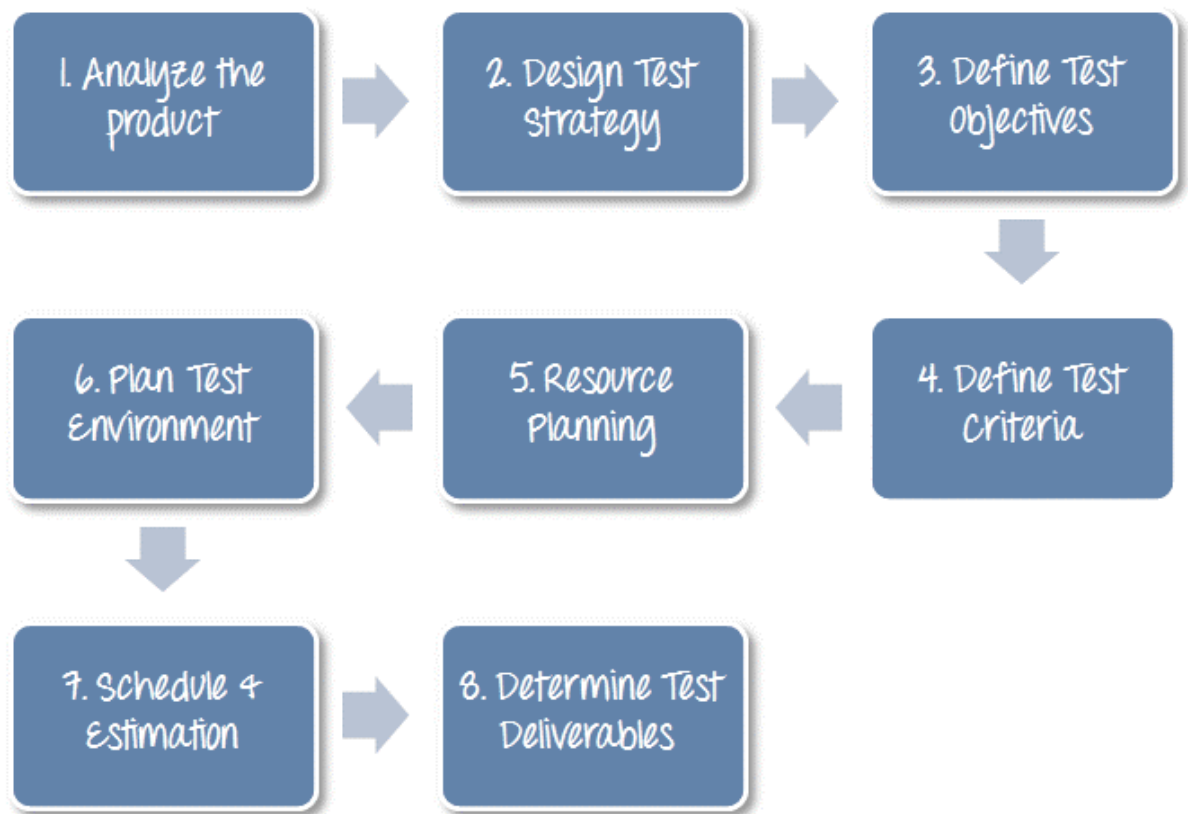 1. Analyze the
product
2. Design Test
Strategy
3. Define Test
Objectives
4. Define Test
Criteria
5. Resource
Planning
6. Plan Test
Environment
7. Schedule &
Estimation
8. Determine Test
Deliverables